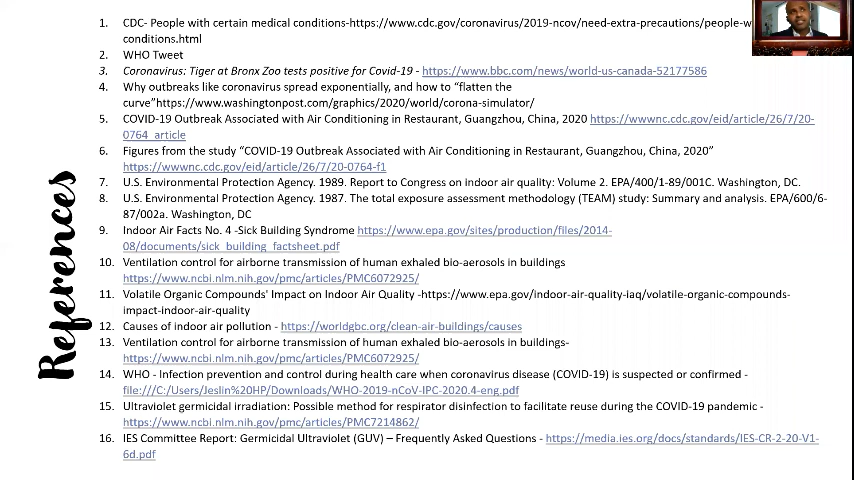 1. CDC- People with certain medical conditions-https://www.cdc.gov/coronavirus/2019-ncov/need-extra-precautions/people-w
conditions.html
2. WHO Tweet
3. Coronavirus: Tiger at Bronx Zoo tests positive for Covid-19 - https://www.bbc.com/news/world-us-canada-52177586
4. Why outbreaks like coronavirus spread exponentially, and how to “flatten the
curve”https://www.washingtonpost.com/graphics/2020/world/corona-simulator/
5. COVID-19 Outbreak Associated with Air Conditioning in Restaurant, Guangzhou, China, 2020 https://wwwnc.cdc.gov/eid/article/26/7/20-
0764_article
6. Figures from the study “COVID-19 Outbreak Associated with Air Conditioning in Restaurant, Guangzhou, China, 2020”
https://wwwnc.cdc.gov/eid/article/26/7/20-0764-f1
7. U.S. Environmental Protection Agency. 1989. Report to Congress on indoor air quality: Volume 2. EPA/400/1-89/001C. Washington, DC.
8. U.S. Environmental Protection Agency. 1987. The total exposure assessment methodology (TEAM) study: Summary and analysis. EPA/600/6-
87/002a. Washington, DC
9. Indoor Air Facts No. 4 -Sick Building Syndrome https://www.epa.gov/sites/production/files/2014-
08/documents/sick_building_factsheet.pdf
10. Ventilation control for airborne transmission of human exhaled bio-aerosols in buildings
https://www.ncbi.nlm.nih.gov/pmc/articles/PMC6072925/
11. Volatile Organic Compounds' Impact on Indoor Air Quality -https://www.epa.gov/indoor-air-quality-iaq/volatile-organic-compounds-
impact-indoor-air-quality
12. Causes of indoor air pollution - https://worldgbc.org/clean-air-buildings/causes
13. Ventilation control for airborne transmission of human exhaled bio-aerosols in buildings-
https://www.ncbi.nlm.nih.gov/pmc/articles/PMC6072925/
14. WHO - Infection prevention and control during health care when coronavirus disease (COVID-19) is suspected or confirmed -
file:///C:/Users/Jeslin%20HP/Downloads/WHO-2019-nCoV-IPC-2020.4-eng.pdf
15. Ultraviolet germicidal irradiation: Possible method for respirator disinfection to facilitate reuse during the COVID-19 pandemic -
https://www.ncbi.nlm.nih.gov/pmc/articles/PMC7214862/
16. IES Committee Report: Germicidal Ultraviolet (GUV) – Frequently Asked Questions - https://media.ies.org/docs/standards/IES-CR-2-20-V1-
6d.pdf
References